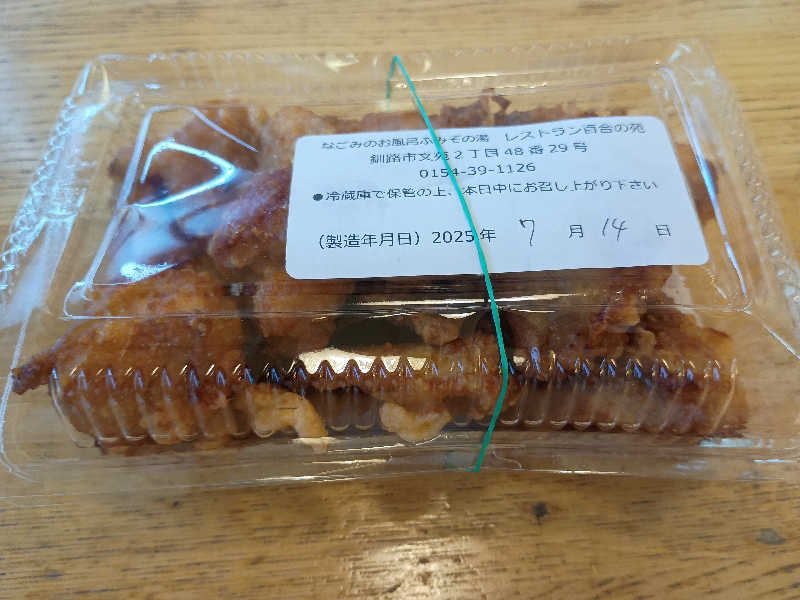 なごみのお風呂ふみぞの湯 レストラン百合の苑
釧路市文苑2丁目48番29号
0154-39-1126
●冷蔵庫で保管の上、本日中にお召し上がり下さい
(製造年月日) 2025年 7 月 14 日